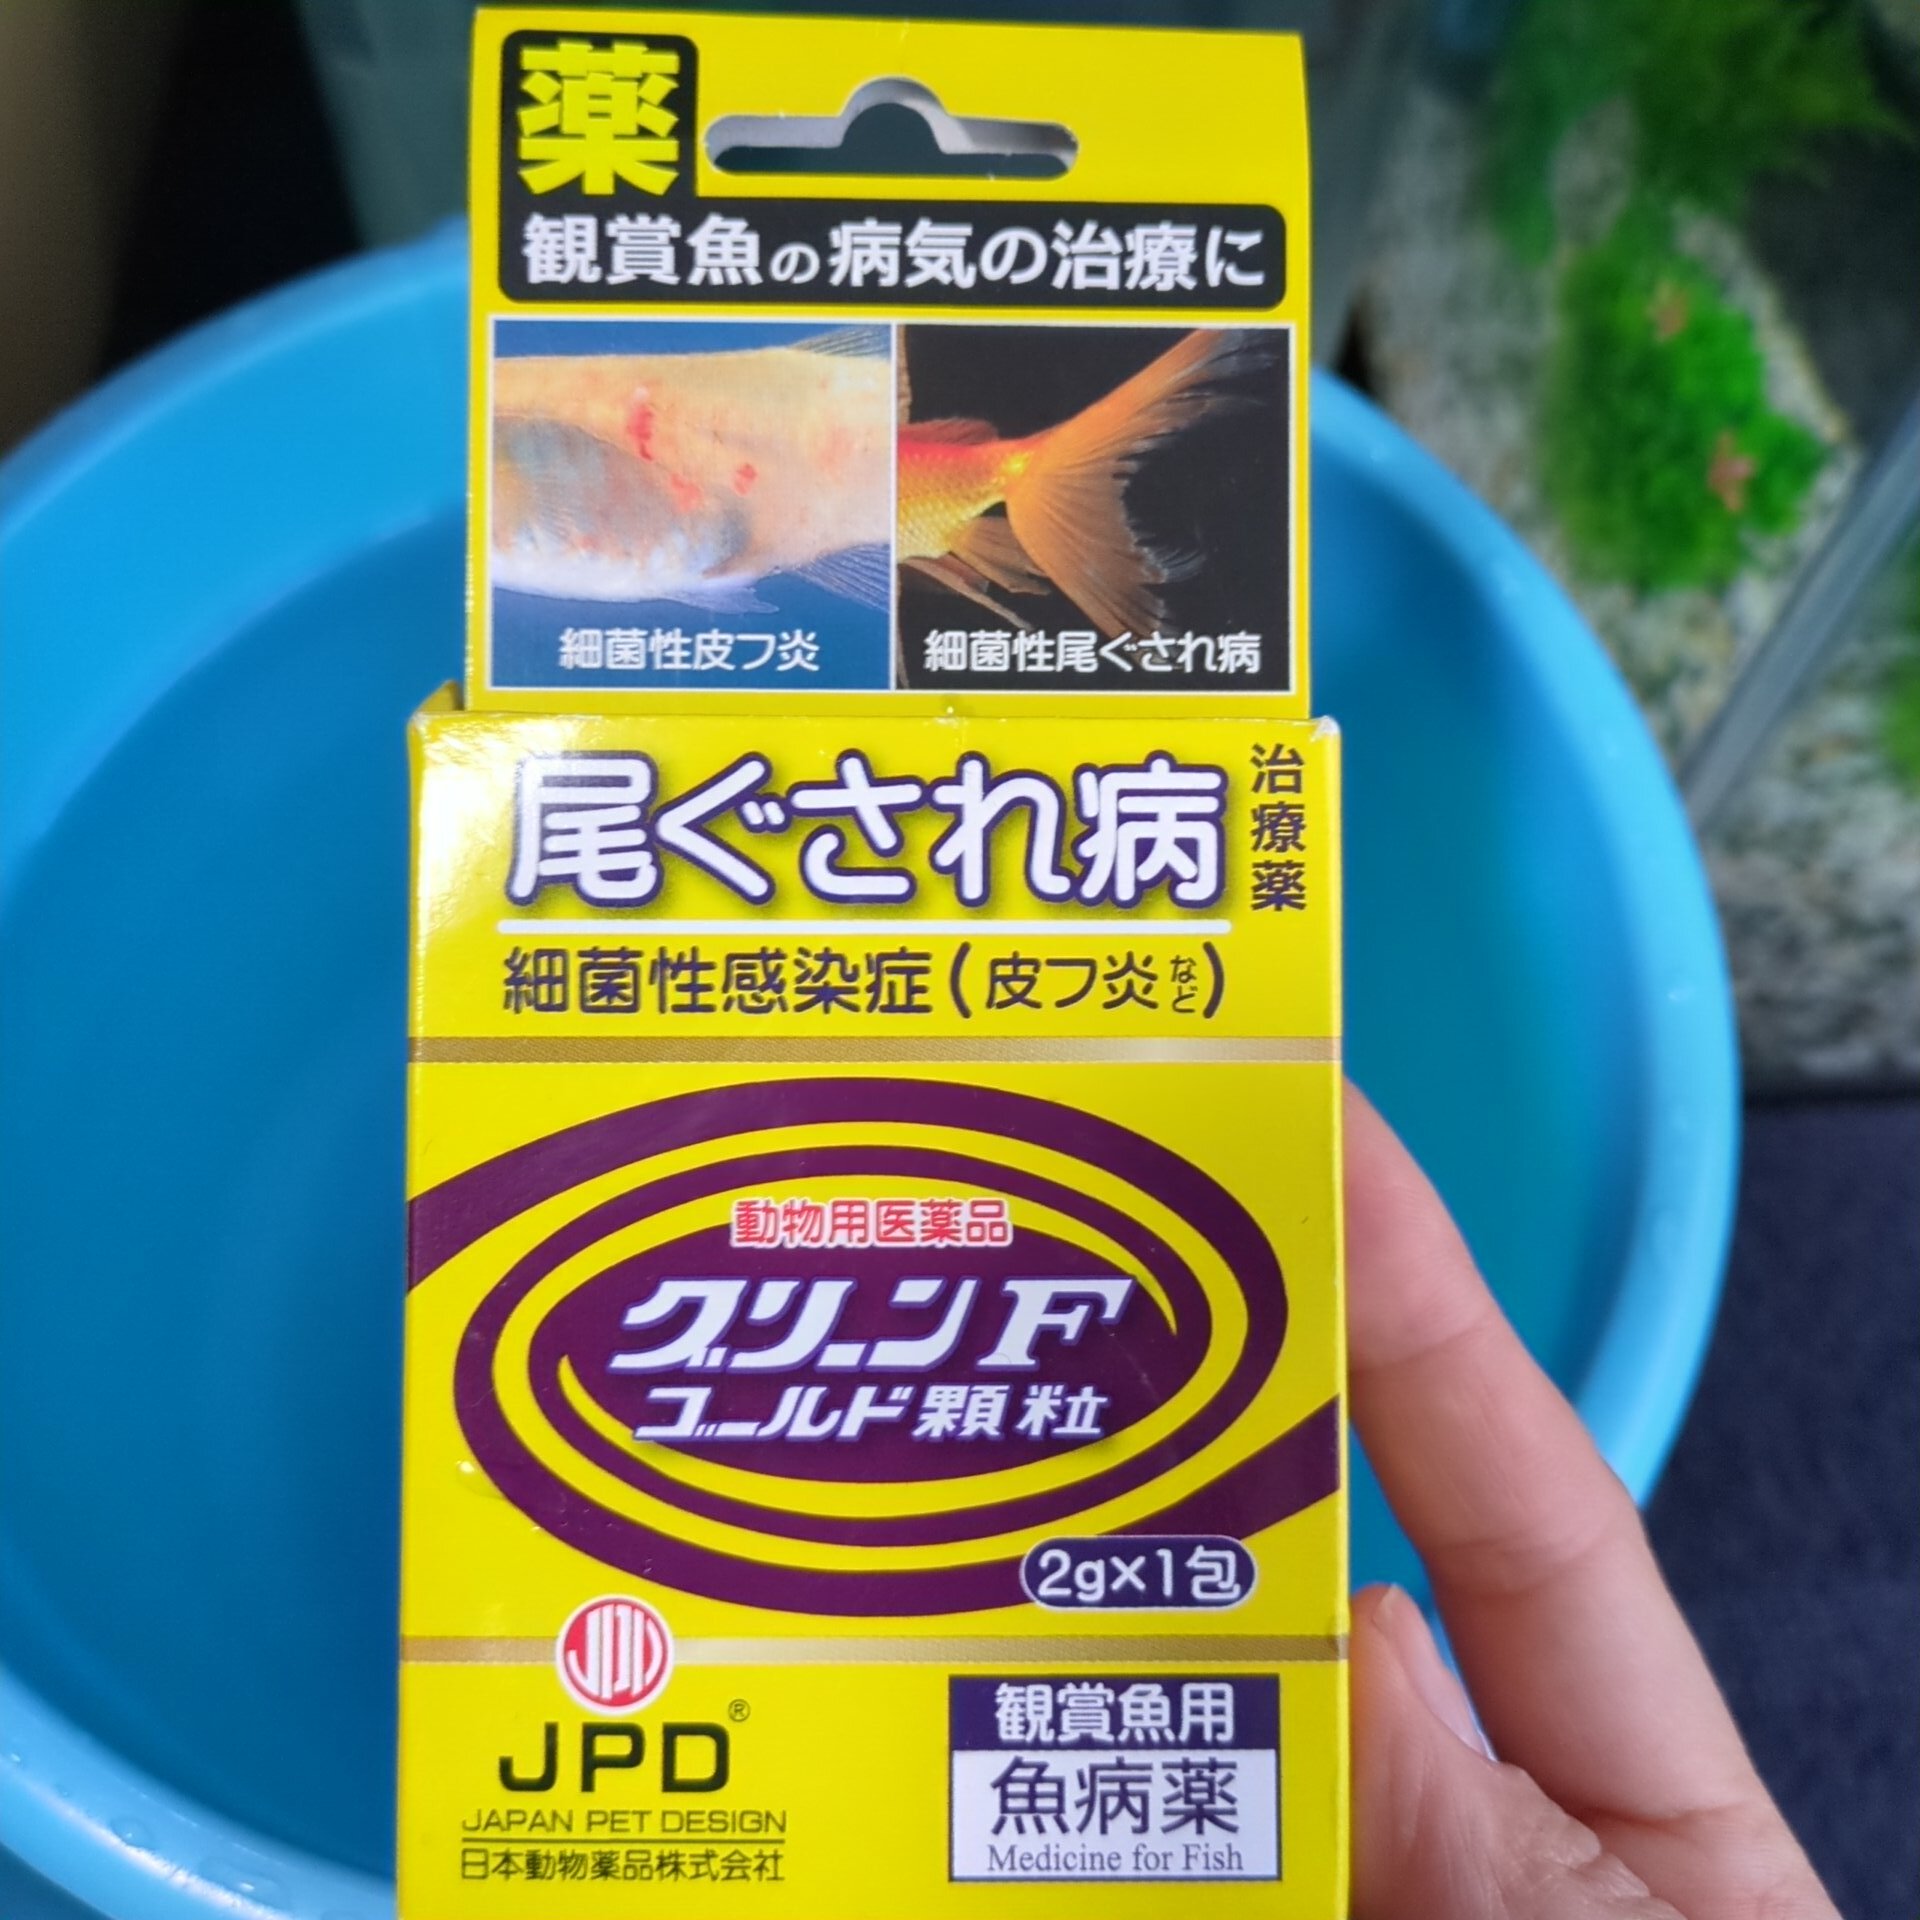 薬
観賞魚の病気の治療に
細菌性皮フ炎
細菌性尾ぐされ病
尾ぐされ病
治療薬
細菌性感染症(皮フ炎など)
動物用医薬品
グリーンF
ゴールド顆粒
2g×1包
JPD®
JAPAN PET DESIGN
日本動物薬品株式会社
観賞魚用
魚病薬
Medicine for Fish